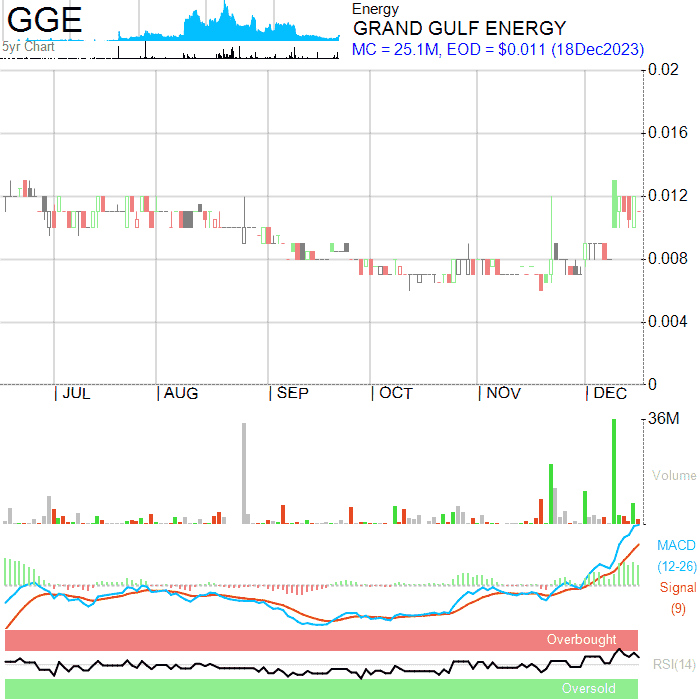 GGE
Energy
GRAND GULF ENERGY
5yr Chart
MC = 25.1M, EOD = $0.011 (18Dec2023)
0.02
0.016
0.012
0.008
0.004
0
JUL AUG SEP OCT NOV DEC
36M
Volume
MACD
(12-26)
Signal
(9)
Overbought
RSI(14)
Oversold